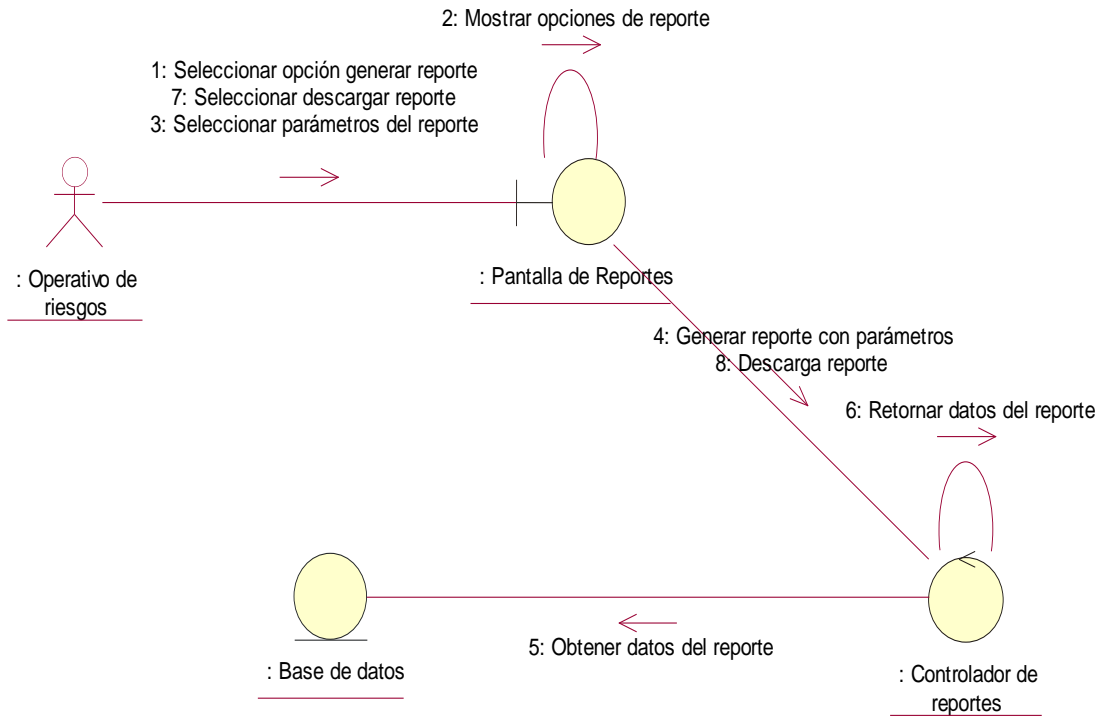 2: Mostrar opciones de reporte
1: Seleccionar opción generar reporte
7: Seleccionar descargar reporte
3: Seleccionar parámetros del reporte
: Operativo de
riesgos
: Pantalla de Reportes
4: Generar reporte con parámetros
8: Descarga reporte
6: Retornar datos del reporte
5: Obtener datos del reporte
: Base de datos
: Controlador de
reportes